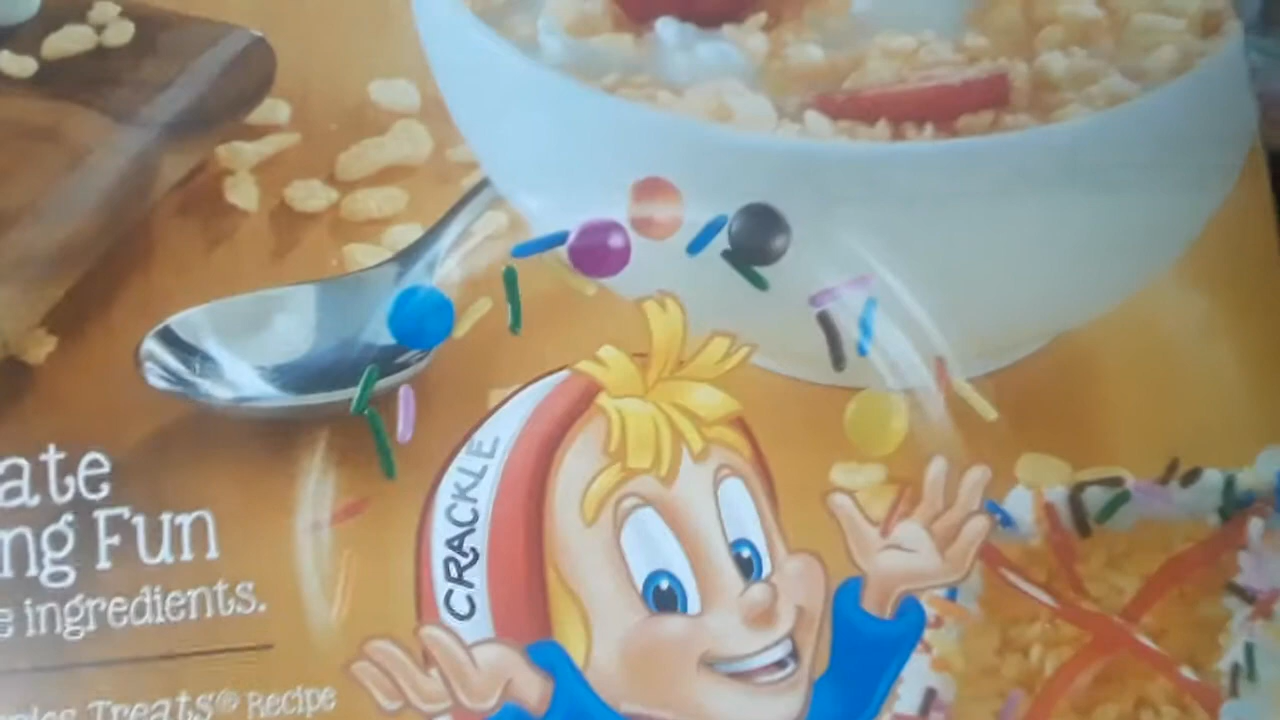 ate
ng Fun
ingredients.
Treats® Recipe
CRACKLE